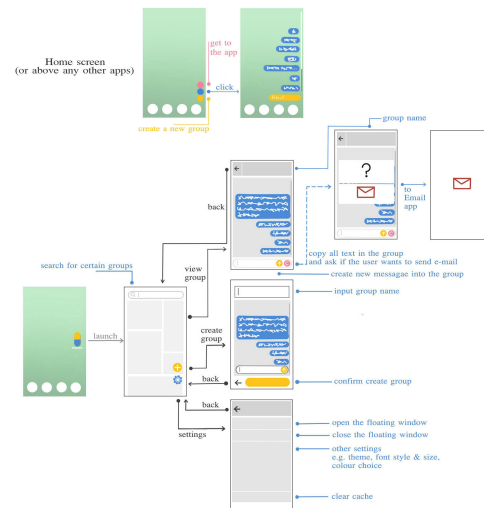 Home screen
(or above any other apps)
get to
the app
click
create a new group
group name
?
to
Email
app
back
copy all text in the group
and ask if the user wants to send e-mail
create new messagae into the group
search for certain groups
view
group
input group name
launch
create
group
back
confirm create group
back
settings
open the floating window
close the floating window
other settings
e.g. theme, font style & size,
colour choice
clear cache